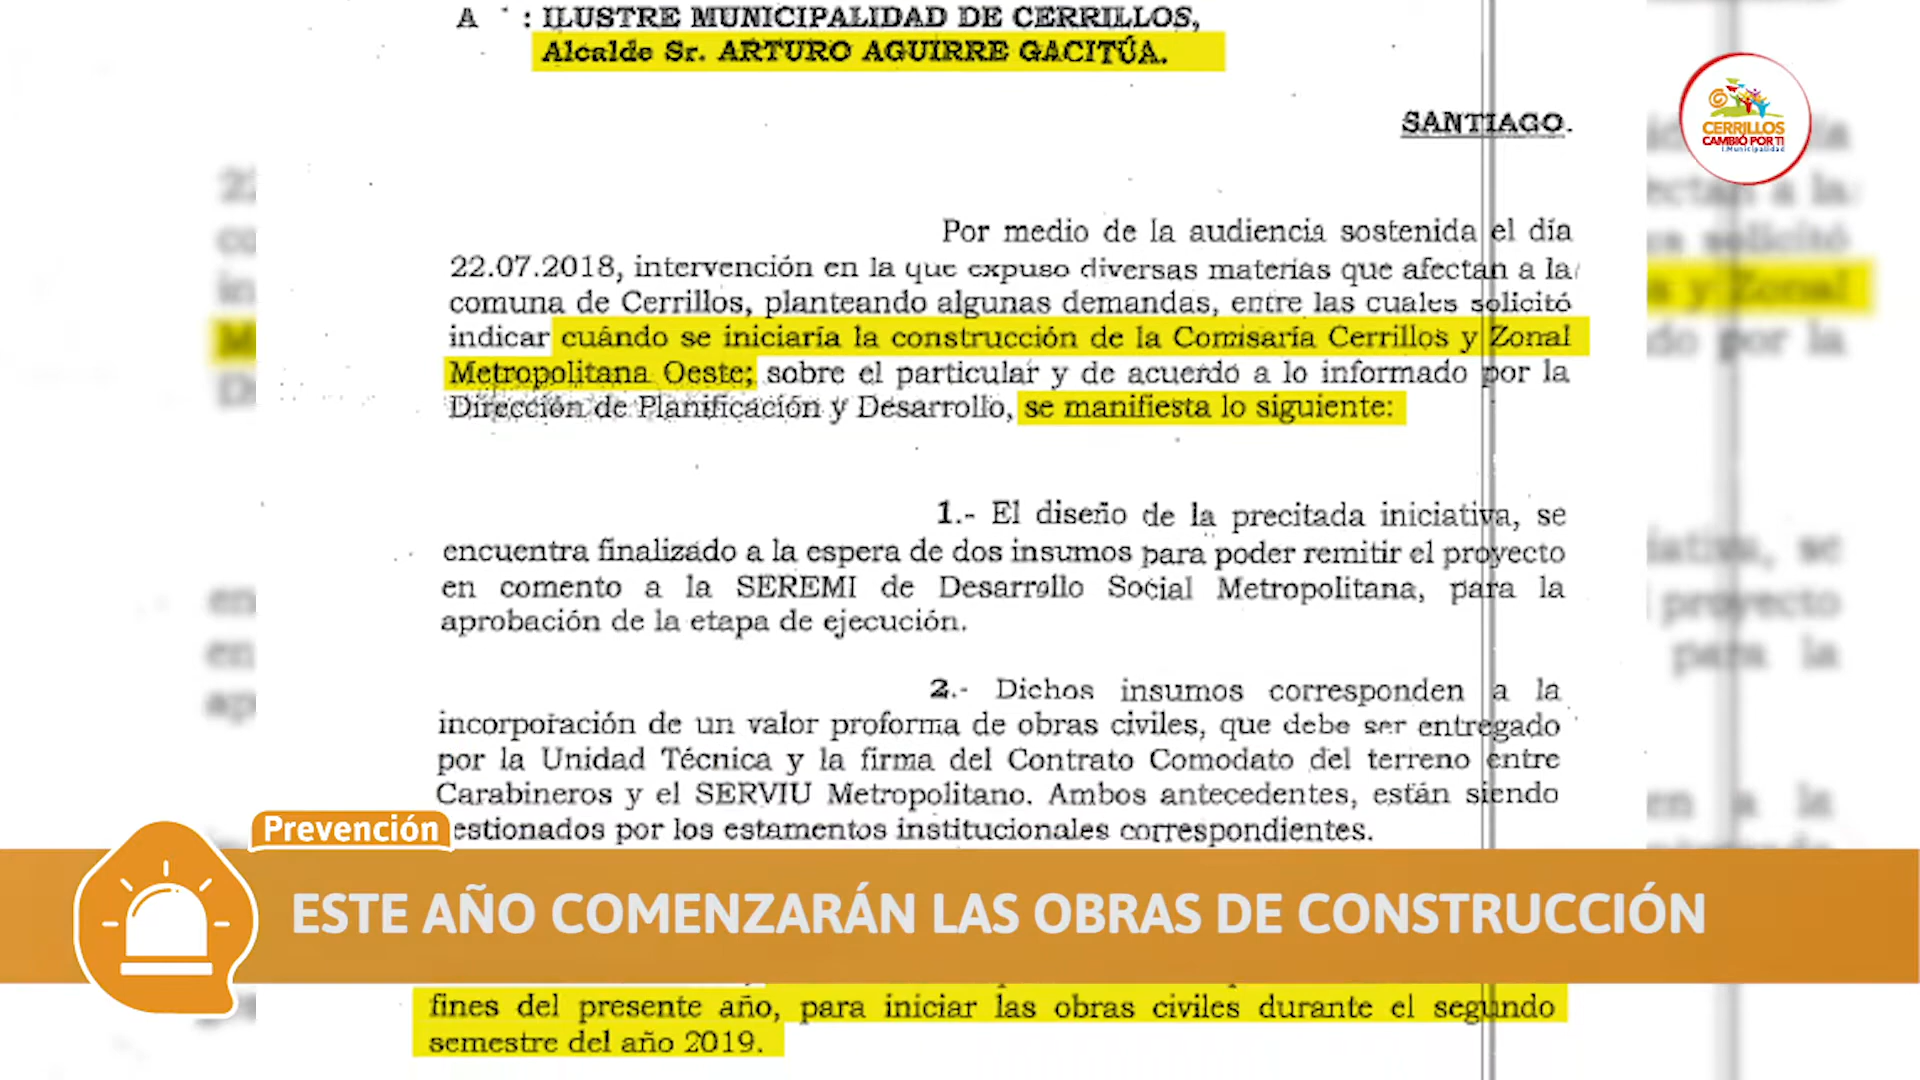 A : ILUSTRE MUNICIPALIDAD DE CERRILLOS,
Alcalde Sr. ARTURO AGUIRRE GACITÚA.
SANTIAGO.
CERRILLOS
CAMBIÓ POR TI
I.Municipalidad
Por medio de la audiencia sostenida el día
22.07.2018, intervención en la que expuso diversas materias que afectan a la
comuna de Cerrillos, planteando algunas demandas, entre las cuales solicitó
indicar cuándo se iniciaría la construcción de la Comisaría Cerrillos y Zonal
Metropolitana Oeste; sobre el particular y de acuerdo a lo informado por la
Dirección de Planificación y Desarrollo, se manifiesta lo siguiente:
1.- El diseño de la precitada iniciativa, se
encuentra finalizado a la espera de dos insumos para poder remitir el proyecto
en comento a la SEREMI de Desarrollo Social Metropolitana, para la
aprobación de la etapa de ejecución.
2.- Dichos insumos corresponden a la
incorporación de un valor proforma de obras civiles, que debe ser entregado
por la Unidad Técnica y la firma del Contrato Comodato del terreno entre
Carabineros y el SERVIU Metropolitano. Ambos antecedentes, están siendo
estionados por los estamentos institucionales correspondientes.
Prevención
ESTE AÑO COMENZARÁN LAS OBRAS DE CONSTRUCCIÓN
fines del presente año, para iniciar las obras civiles durante el segundo
semestre del año 2019.